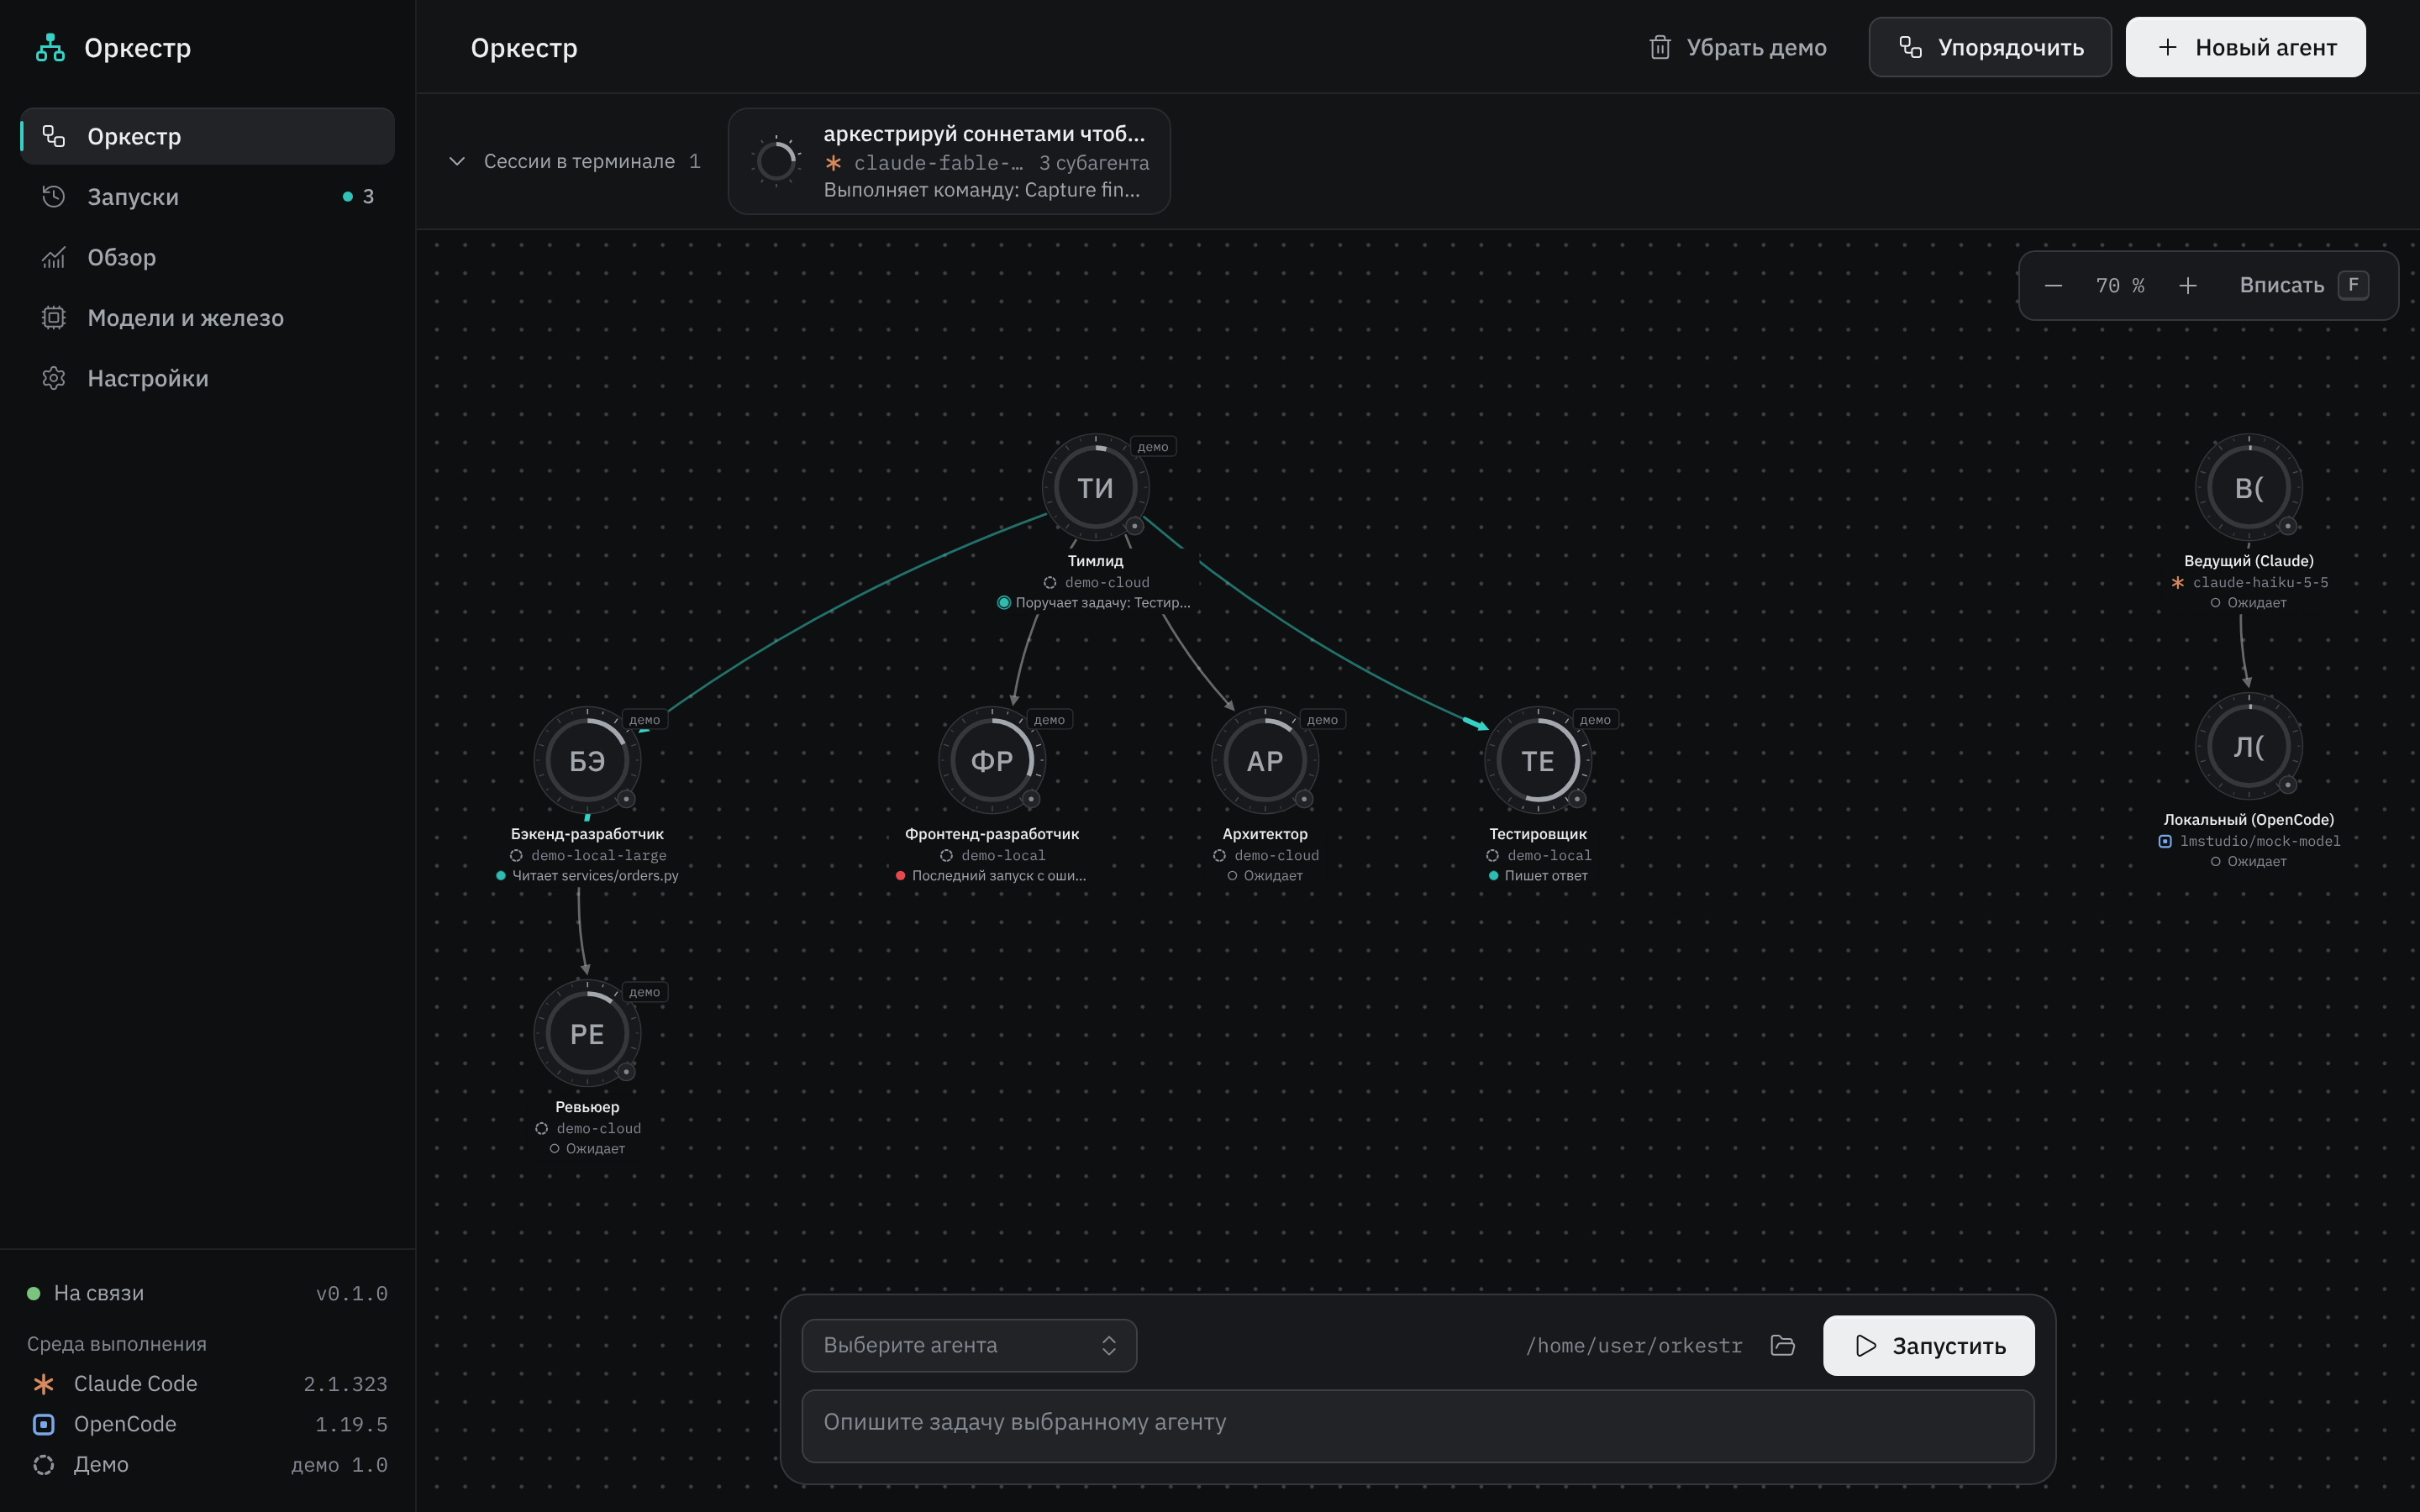 Оркестр
Оркестр
Запуски
3
Обзор
Модели и железо
Настройки
На связи
v0.1.0
Среда выполнения
Claude Code
2.1.323
OpenCode
1.19.5
Демо
демо 1.0
Оркестр
Убрать демо
Упорядочить
Новый агент
Сессии в терминале 1
аркестрируй соннетами чтоб...
claude-fable-… 3 субагента
Выполняет команду: Capture fin...
70 %
Вписать F
ТИ
демо
Тимлид
demo-cloud
Поручает задачу: Тестир...
В(
Ведущий (Claude)
claude-haiku-5-5
Ожидает
БЭ
демо
Бэкенд-разработчик
demo-local-large
Читает services/orders.py
ФР
демо
Фронтенд-разработчик
demo-local
Последний запуск с оши...
АР
демо
Архитектор
demo-cloud
Ожидает
ТЕ
демо
Тестировщик
demo-local
Пишет ответ
Л(
Локальный (OpenCode)
lmstudio/mock-model
Ожидает
РЕ
демо
Ревьюер
demo-cloud
Ожидает
Выберите агента
/home/user/orkestr
Запустить
Опишите задачу выбранному агенту